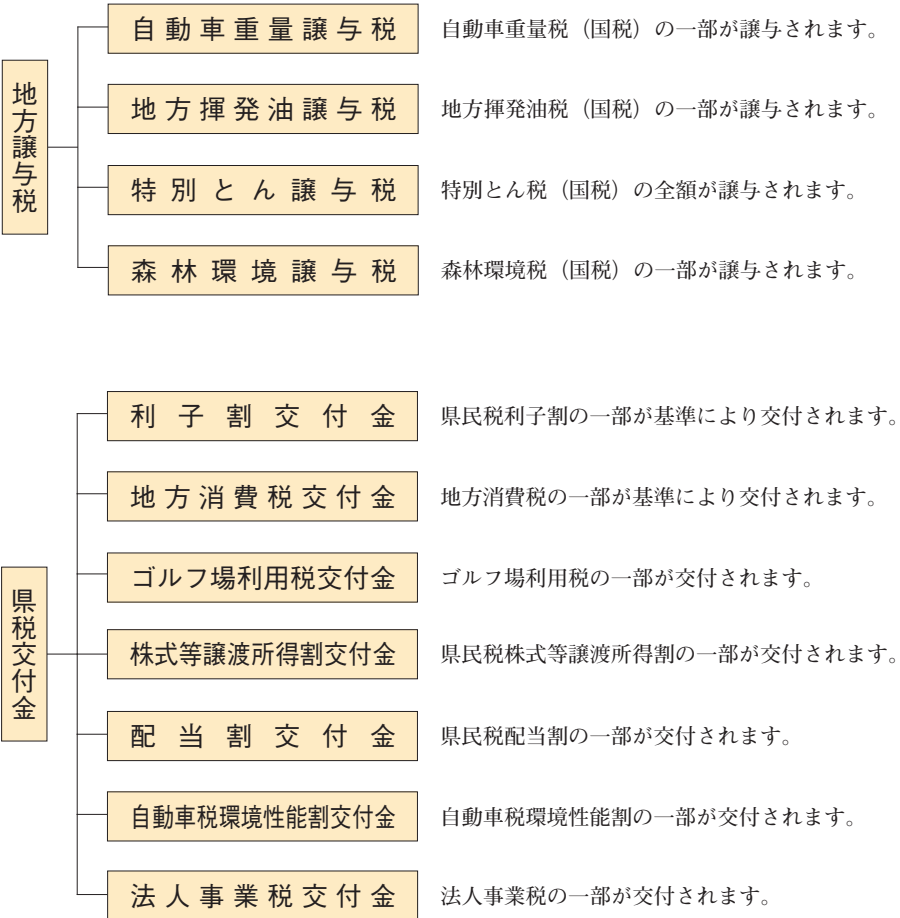 地方譲与税
自動車重量譲与税 自動車重量税（国税）の一部が譲与されます。
地方揮発油譲与税 地方揮発油税（国税）の一部が譲与されます。
特別とん譲与税 特別とん税（国税）の全額が譲与されます。
森林環境譲与税 森林環境税（国税）の一部が譲与されます。
県税交付金
利子割交付金 県民税利子割の一部が基準により交付されます。
地方消費税交付金 地方消費税の一部が基準により交付されます。
ゴルフ場利用税交付金 ゴルフ場利用税の一部が交付されます。
株式等譲渡所得割交付金 県民税株式等譲渡所得割の一部が交付されます。
配当割交付金 県民税配当割の一部が交付されます。
自動車税環境性能割交付金 自動車税環境性能割の一部が交付されます。
法人事業税交付金 法人事業税の一部が交付されます。